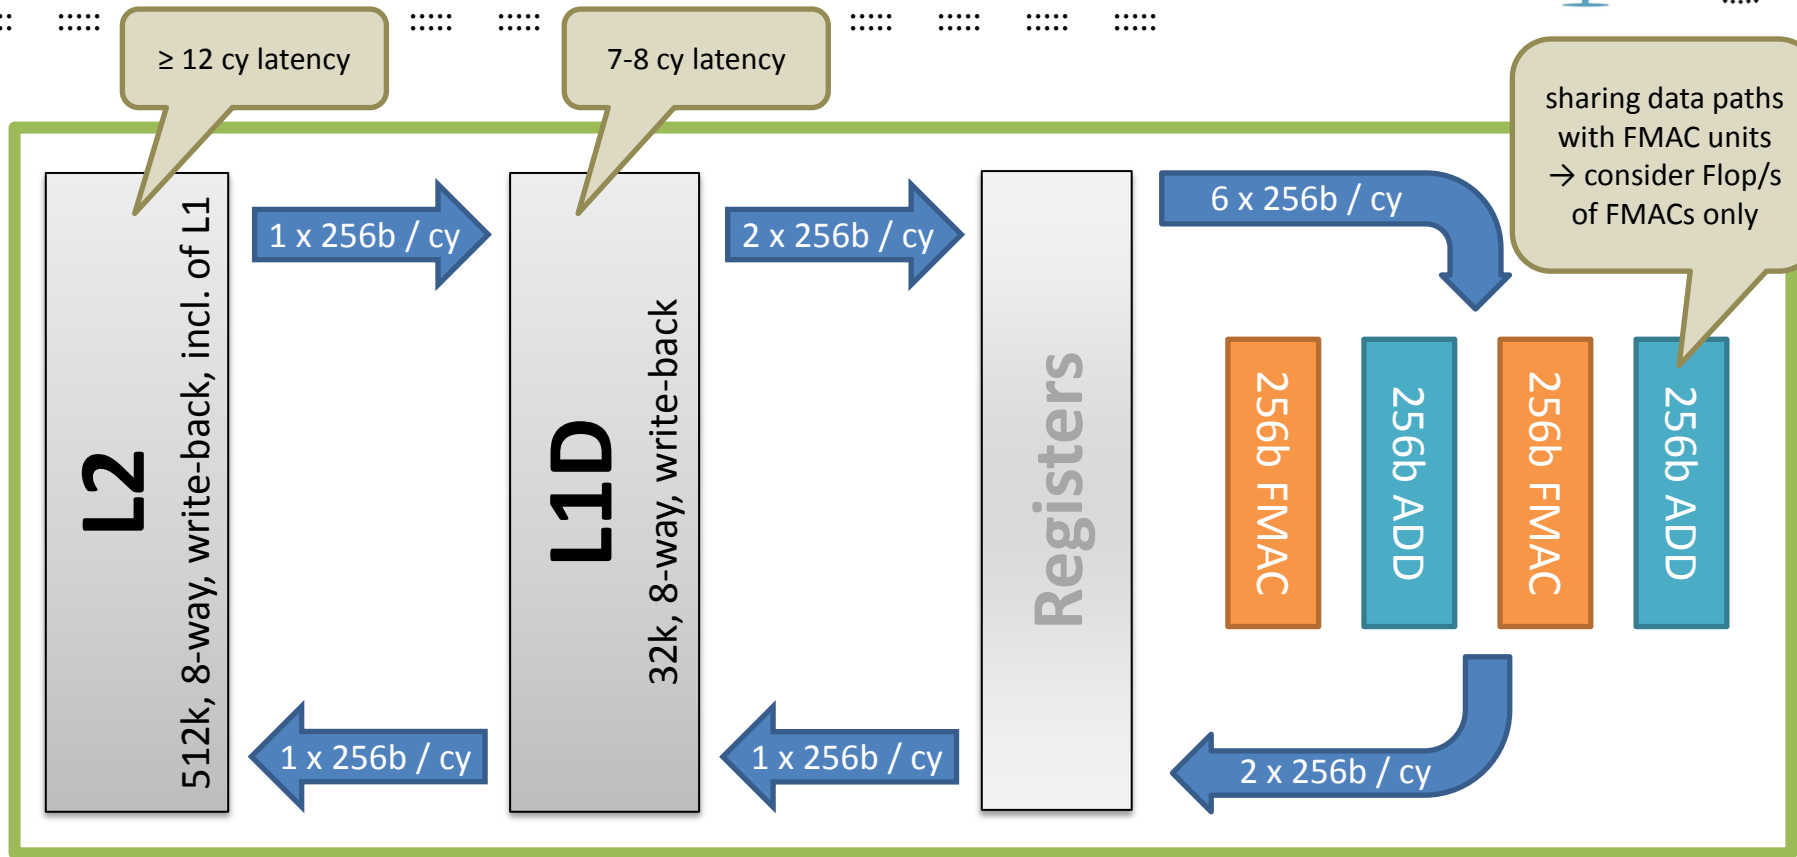 ≥ 12 cy latency
7-8 cy latency
sharing data paths
with FMAC units
→ consider Flop/s
of FMACs only
L2
512k, 8-way, write-back, incl. of L1
1 x 256b / cy
L1D
32k, 8-way, write-back
2 x 256b / cy
Registers
6 x 256b / cy
256b FMAC
256b ADD
256b FMAC
256b ADD
1 x 256b / cy
1 x 256b / cy
2 x 256b / cy